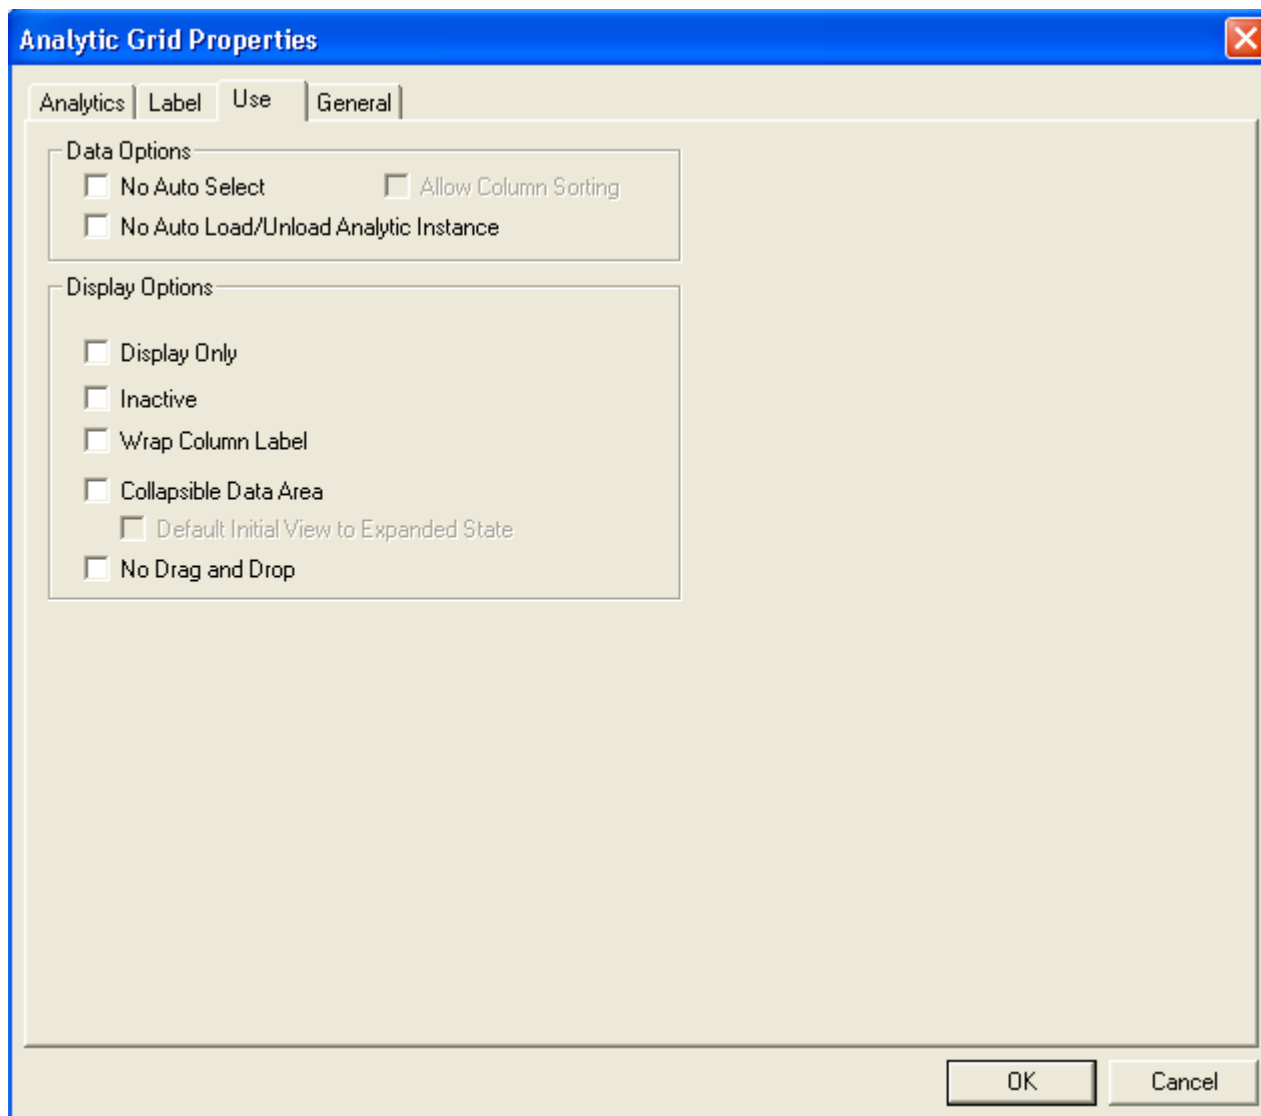 Analytic Grid Properties
Analytics Label Use General
Data Options
No Auto Select Allow Column Sorting
No Auto Load/Unload Analytic Instance
Display Options
Display Only
Inactive
Wrap Column Label
Collapsible Data Area
Default Initial View to Expanded State
No Drag and Drop
OK Cancel